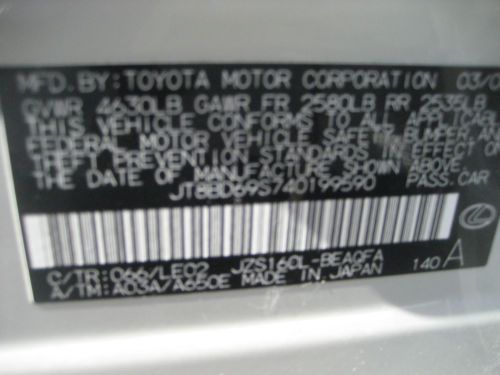 MFD. BY: TOYOTA MOTOR CORPORATION 03/0
GVWR 4630LB GAWR FR 2580LB RR 2535LB
THIS VEHICLE CONFORMS TO ALL APPLICABLE
FEDERAL MOTOR VEHICLE SAFETY BUMPER AND
THEFT PREVENTION STANDARDS IN EFFECT ON
THE DATE OF MANUFACTURE SHOWN ABOVE.
JT8BD69S740199590 PASS. CAR
C/TR: 066/LE02 JZS160L-BEAQFA
A/TM: A03A/A650E MADE IN JAPAN 140 A